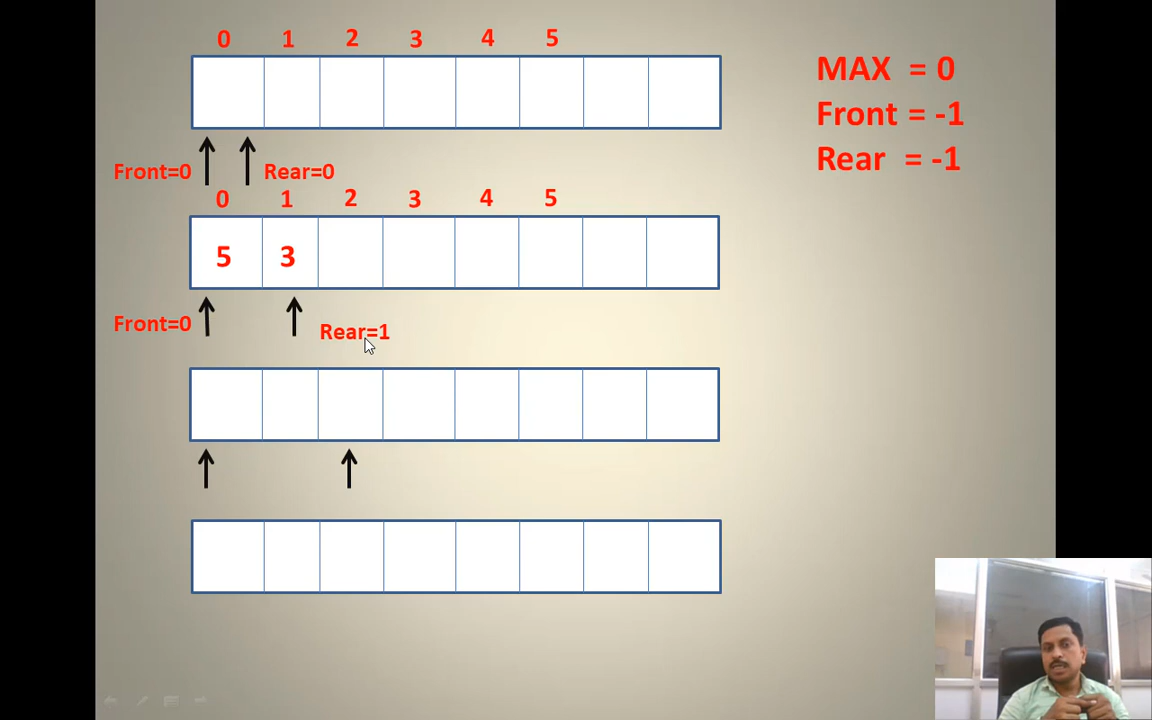 0 1 2 3 4 5
MAX = 0
Front = -1
Rear = -1
Front=0 Rear=0
0 1 2 3 4 5
5 3
Front=0
Rear=1